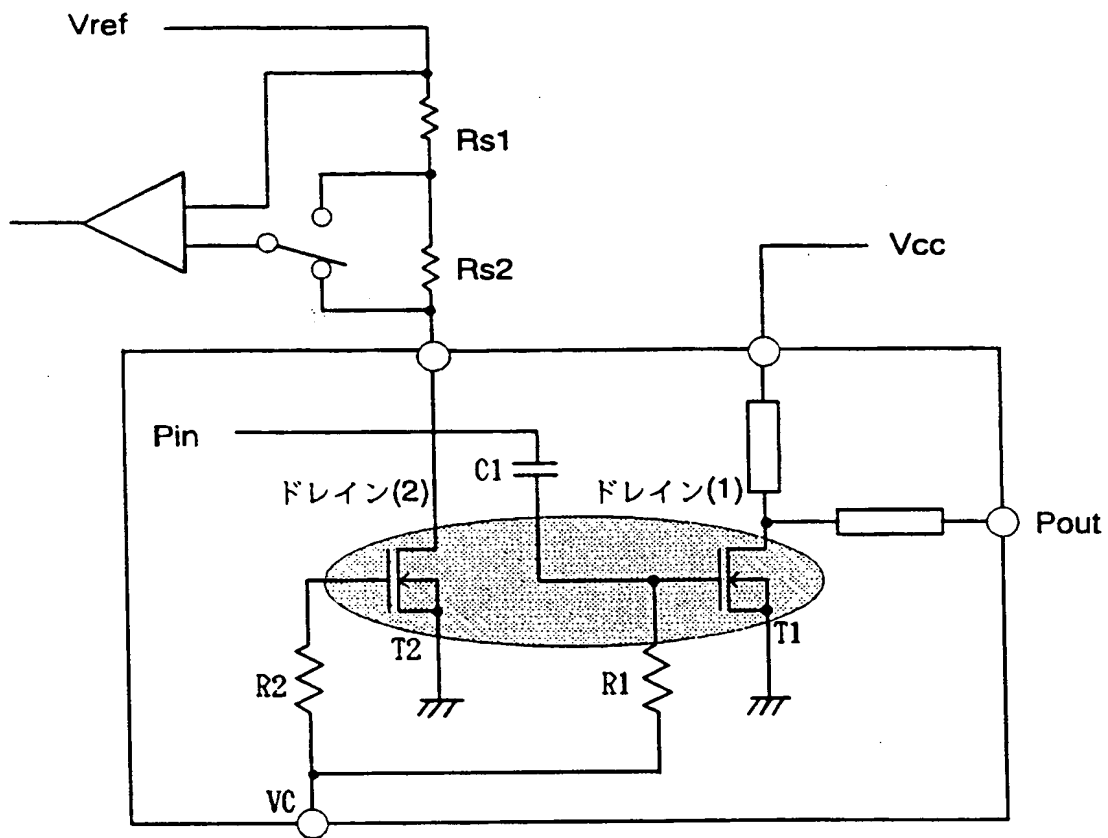 Vref
Rs1
Rs2
Vcc
Pin
C1
ドレイン(2)
ドレイン(1)
Pout
T2
T1
R2
R1
VC